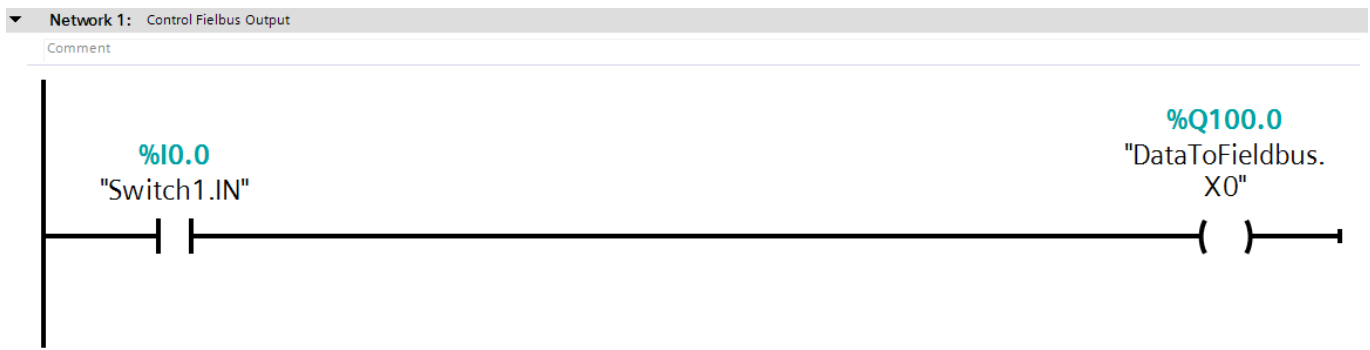 Network 1: Control Fielbus Output
Comment
%Q100.0
"DataToFieldbus.
X0"
%I0.0
"Switch1.IN"